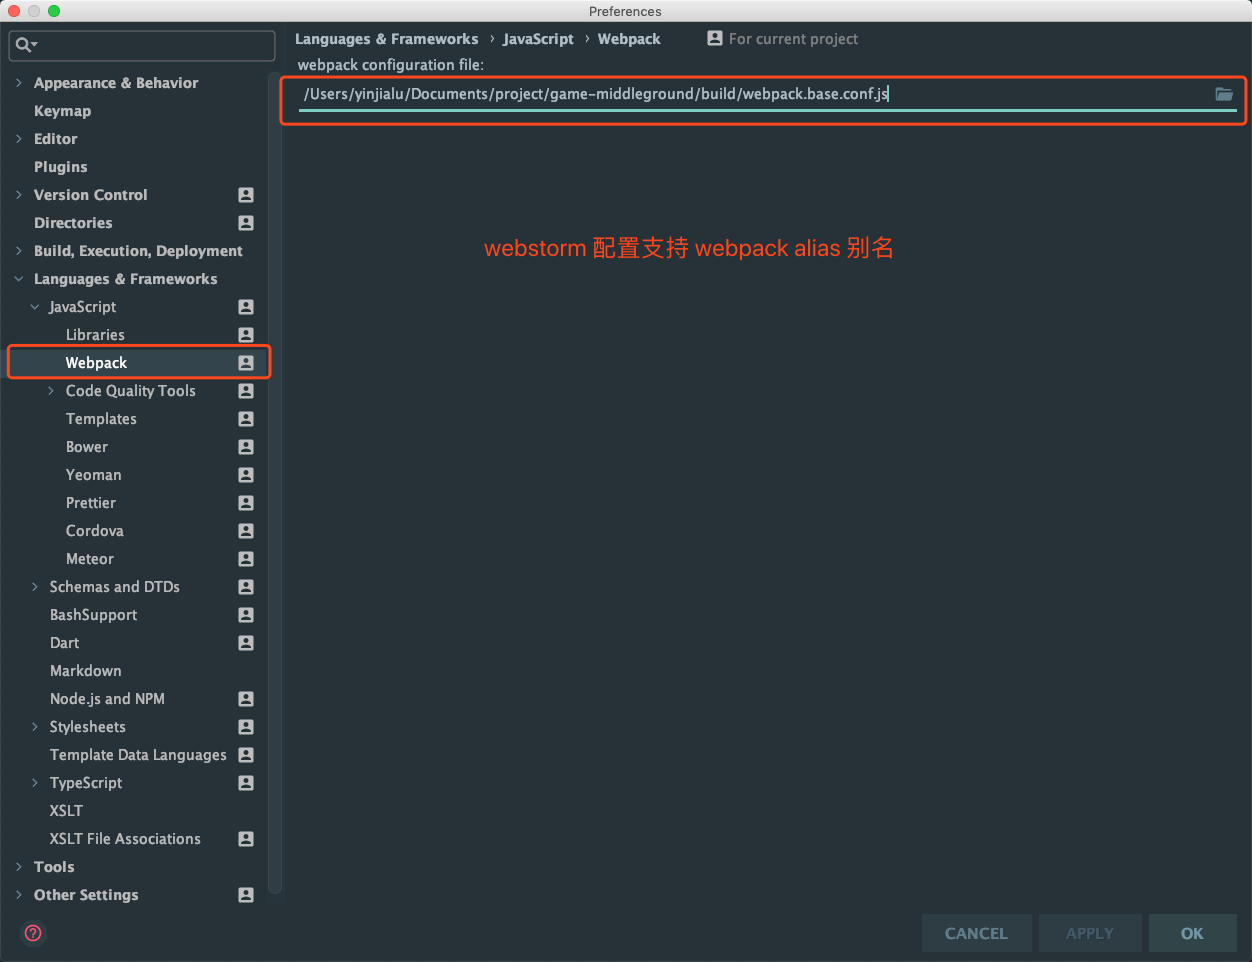 Preferences
Languages & Frameworks › JavaScript › Webpack For current project
webpack configuration file:
/Users/yinjialu/Documents/project/game-middleground/build/webpack.base.conf.js
webstorm 配置支持 webpack alias 别名
Appearance & Behavior
Keymap
Editor
Plugins
Version Control
Directories
Build, Execution, Deployment
Languages & Frameworks
JavaScript
Libraries
Webpack
Code Quality Tools
Templates
Bower
Yeoman
Prettier
Cordova
Meteor
Schemas and DTDs
BashSupport
Dart
Markdown
Node.js and NPM
Stylesheets
Template Data Languages
TypeScript
XSLT
XSLT File Associations
Tools
Other Settings
?
CANCEL APPLY OK